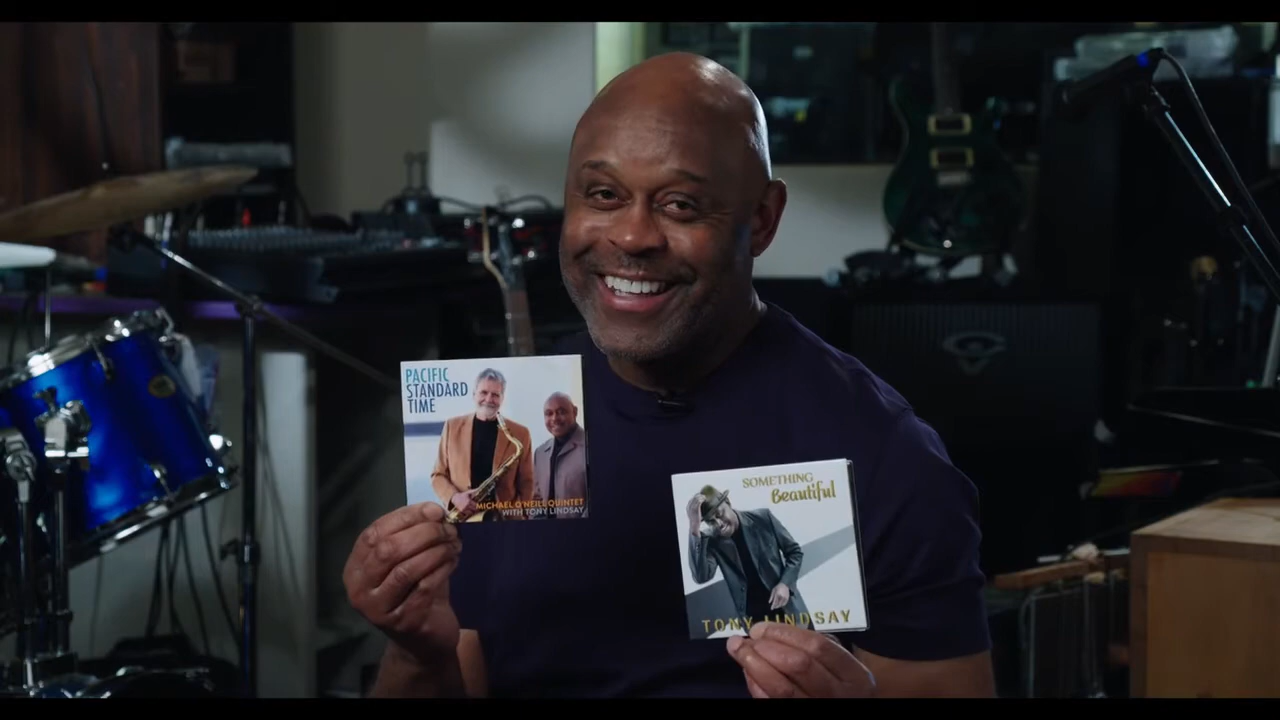 PACIFIC
STANDARD
TIME
MICHAEL O'NEILL QUINTET
WITH TONY LINDSAY
SOMETHING
Beautiful
TONY LINDSAY